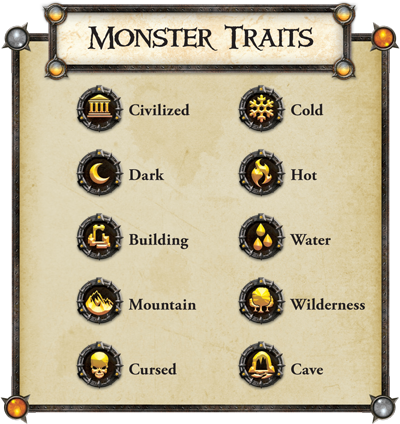 Monster Traits
Civilized
Cold
Dark
Hot
Building
Water
Mountain
Wilderness
Cursed
Cave